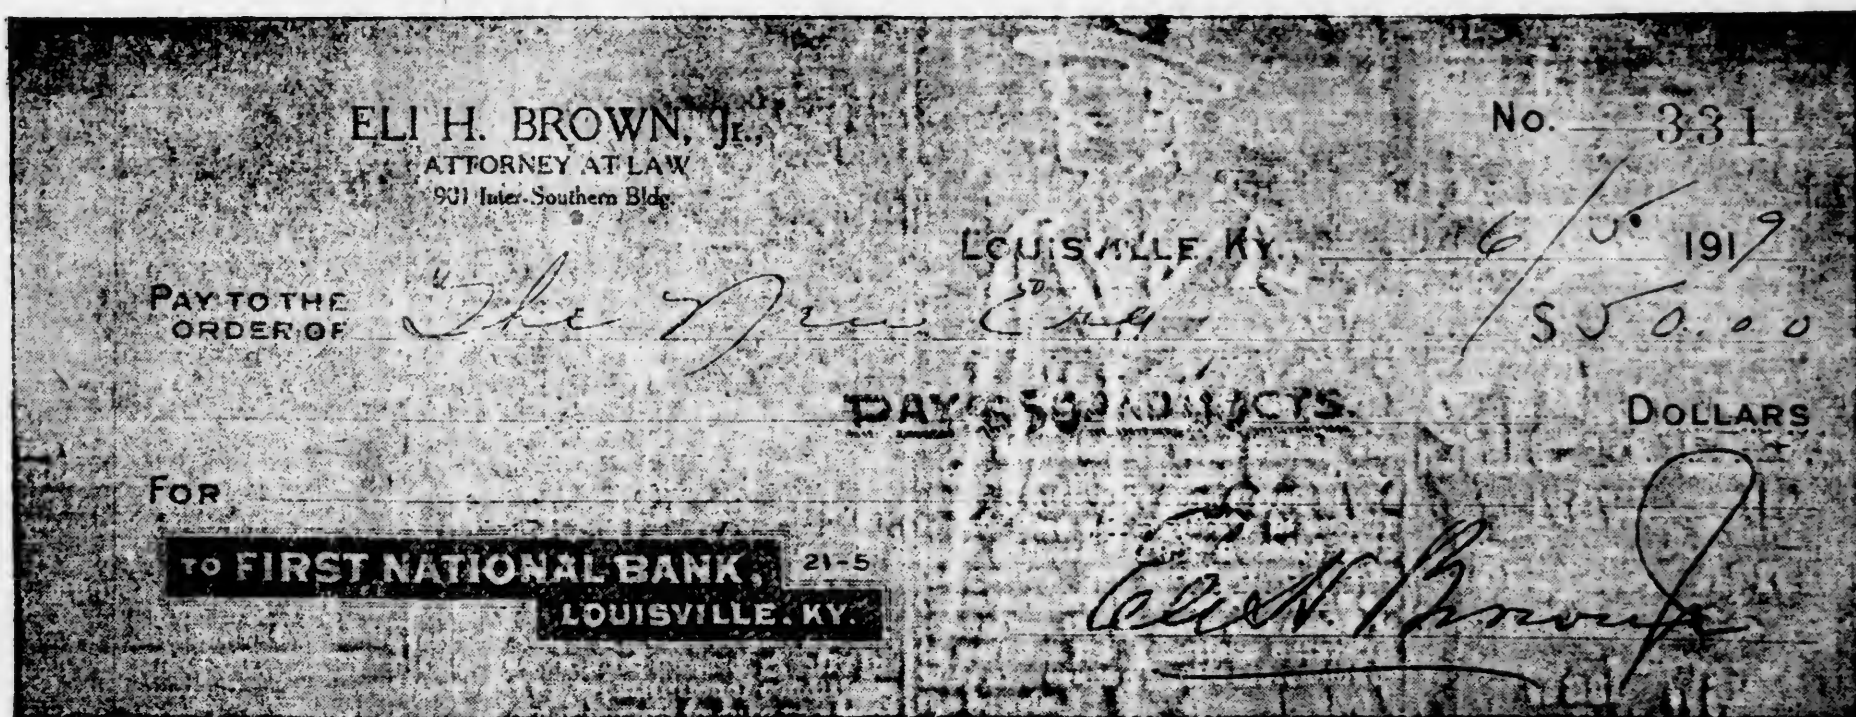 ELI H. BROWN, Jr.,
ATTORNEY AT LAW
901 Inter-Southern Bldg.
No. 331
LOUISVILLE, KY. 6/5 1919
PAY TO THE ORDER OF "The New Era" $50.00
DOLLARS
FOR
TO FIRST NATIONAL BANK, 21-5
LOUISVILLE, KY.
Eli H. Brown Jr